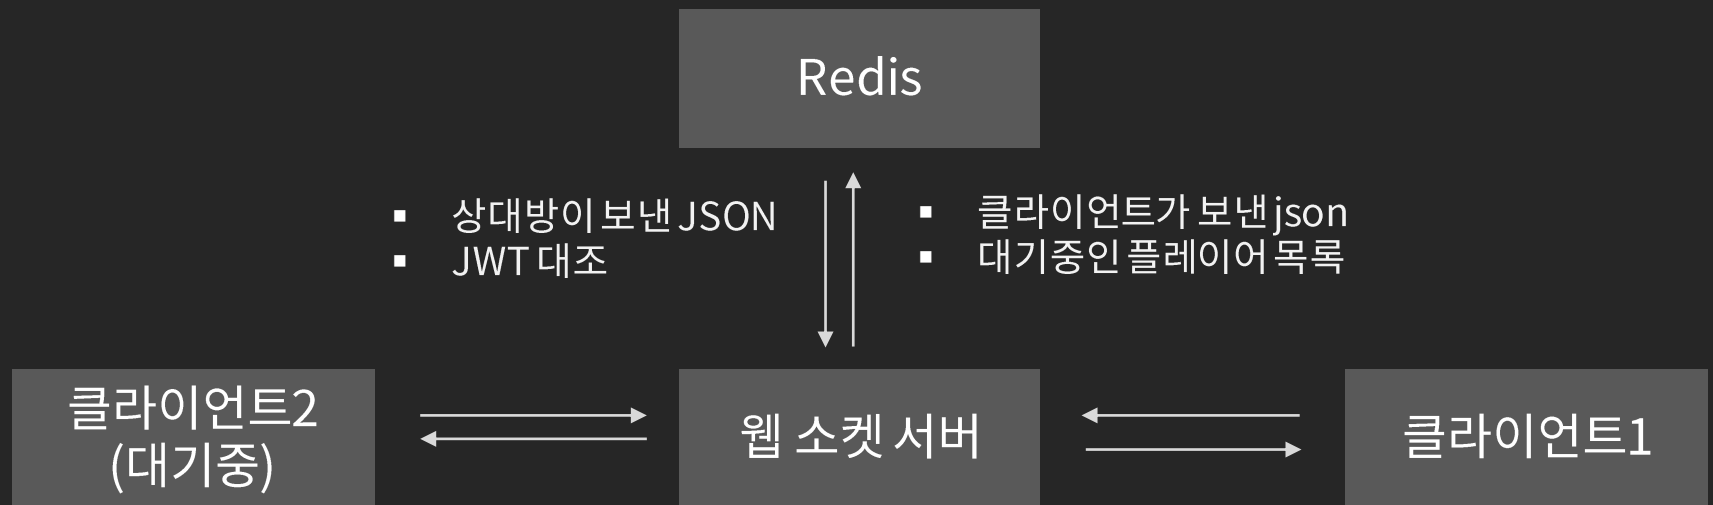 Redis
▪ 상대방이 보낸 JSON
▪ JWT 대조
▪ 클라이언트가 보낸 json
▪ 대기중인 플레이어 목록
클라이언트2
(대기중)
웹 소켓 서버
클라이언트1